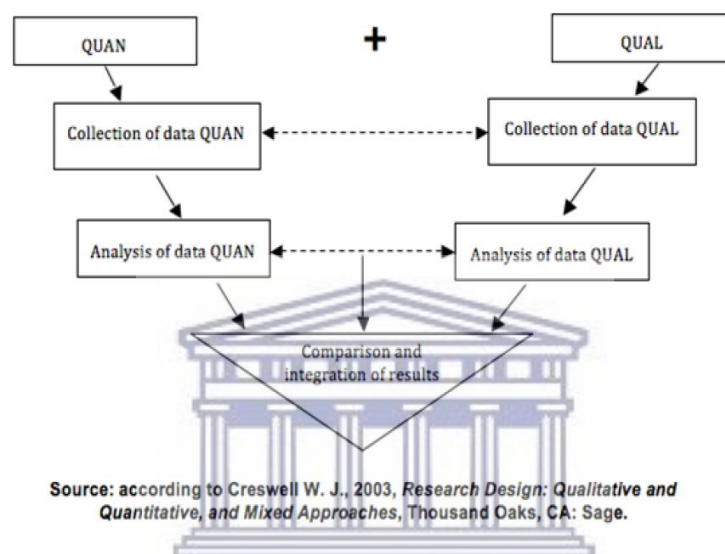 QUAN
+
QUAL
Collection of data QUAN
Collection of data QUAL
Analysis of data QUAN
Analysis of data QUAL
Comparison and
integration of results
Source: according to Creswell W. J., 2003, Research Design: Qualitative and
Quantitative, and Mixed Approaches, Thousand Oaks, CA: Sage.